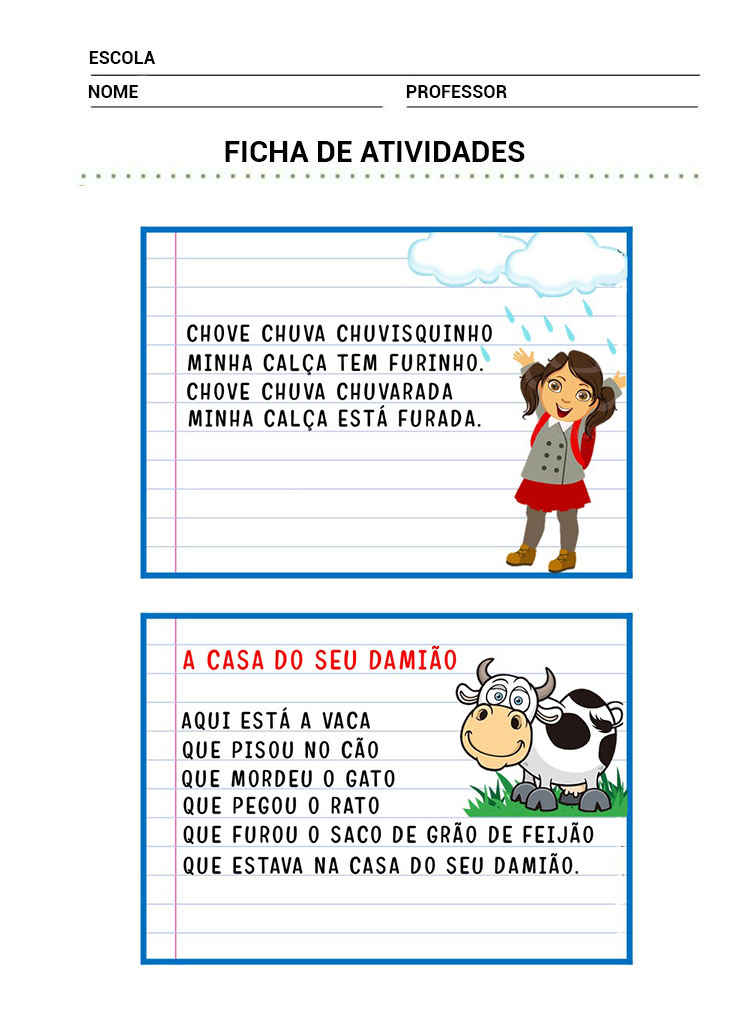 ESCOLA
NOME PROFESSOR
FICHA DE ATIVIDADES
CHOVE CHUVA CHUVISQUINHO
MINHA CALÇA TEM FURINHO.
CHOVE CHUVA CHUVARADA
MINHA CALÇA ESTÁ FURADA.
A CASA DO SEU DAMIÃO
AQUI ESTÁ A VACA
QUE PISOU NO CÃO
QUE MORDEU O GATO
QUE PEGOU O RATO
QUE FUROU O SACO DE GRÃO DE FEIJÃO
QUE ESTAVA NA CASA DO SEU DAMIÃO.